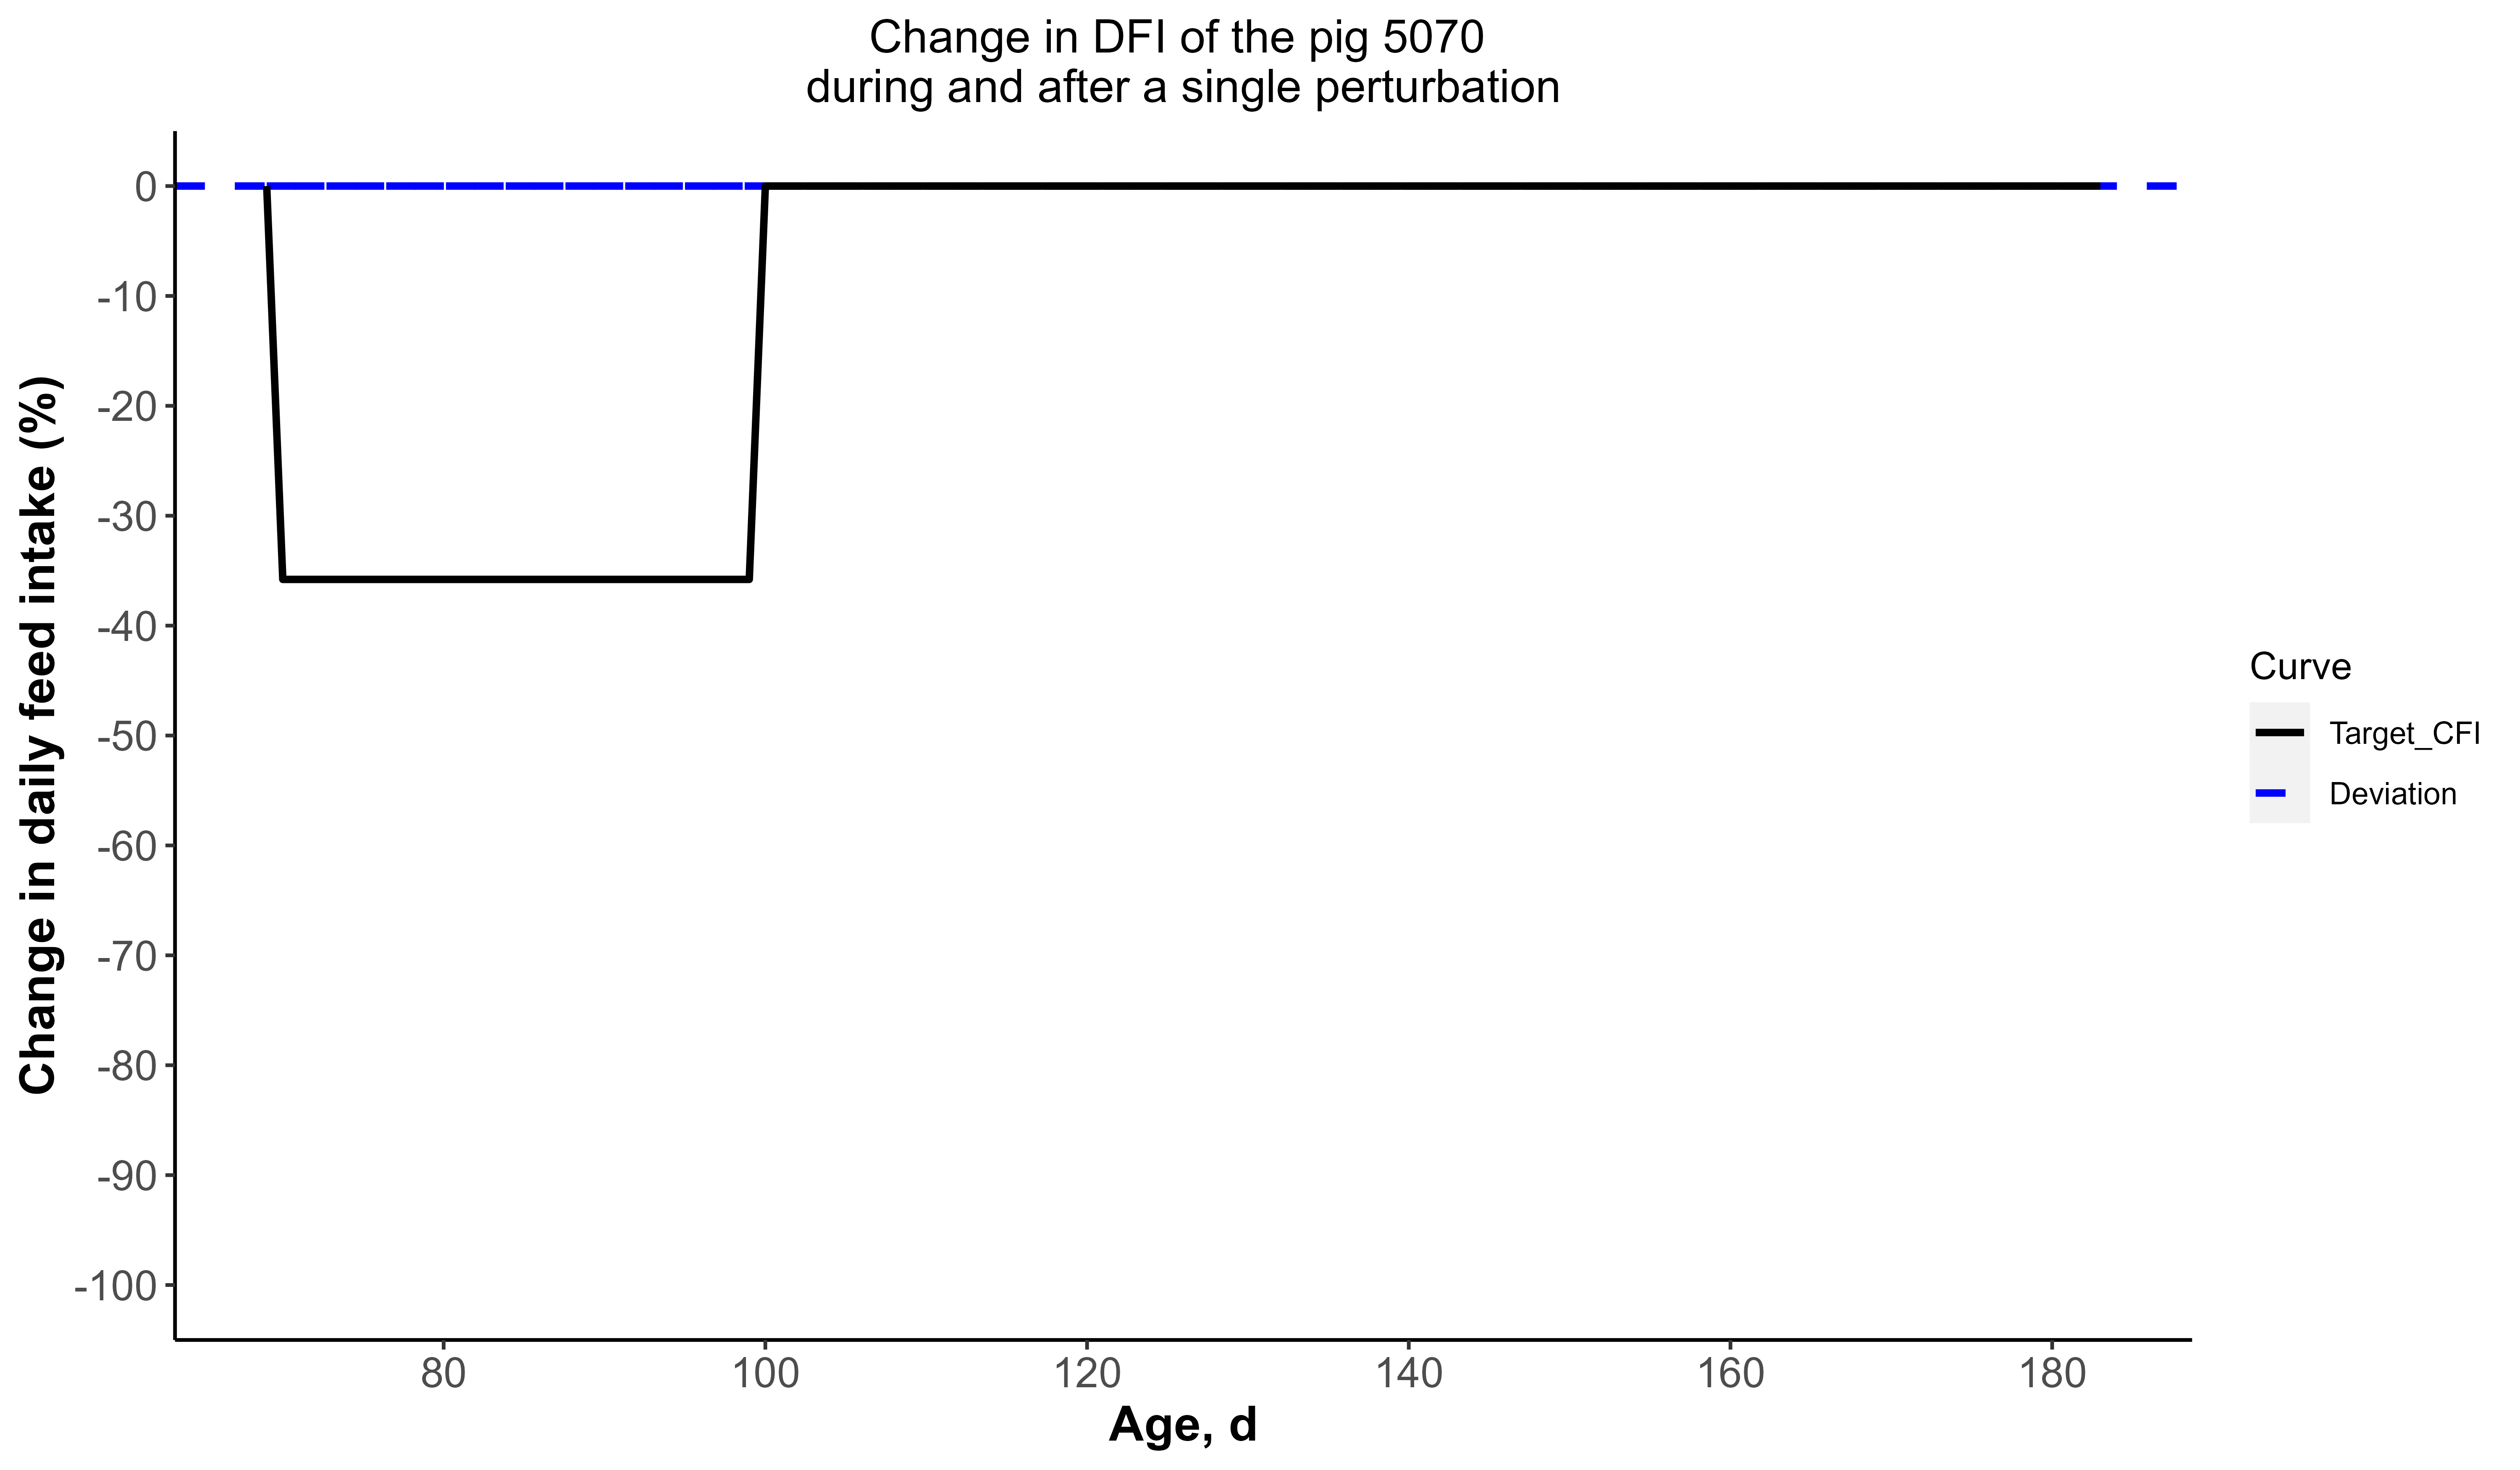 Change in DFI of the pig 5070
during and after a single perturbation
Change in daily feed intake (%)
0
-10
-20
-30
-40
-50
-60
-70
-80
-90
-100
80 100 120 140 160 180
Age, d
Curve
Target_CFI
Deviation